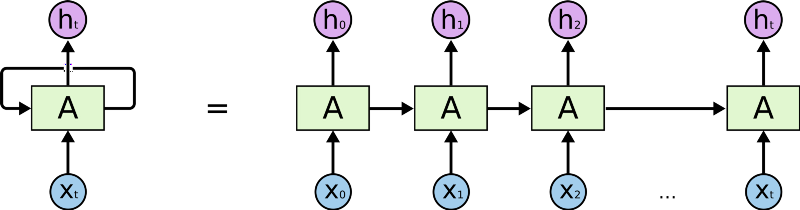 hₜ h₀ h₁ h₂ hₜ
A = A A A A
xₜ x₀ x₁ x₂ ... xₜ